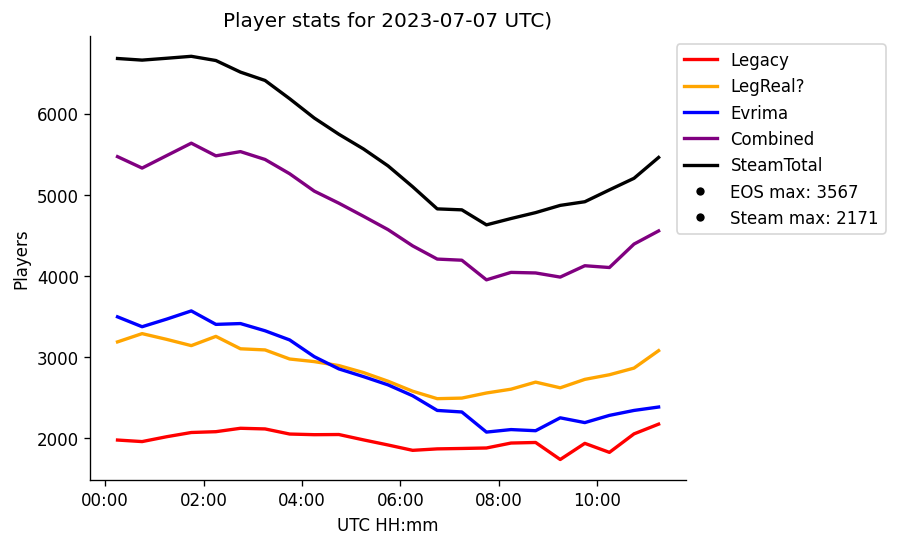 Player stats for 2023-07-07 UTC)
Legacy
LegReal?
Evrima
Combined
SteamTotal
EOS max: 3567
Steam max: 2171
6000
5000
4000
3000
2000
Players
00:00 02:00 04:00 06:00 08:00 10:00
UTC HH:mm